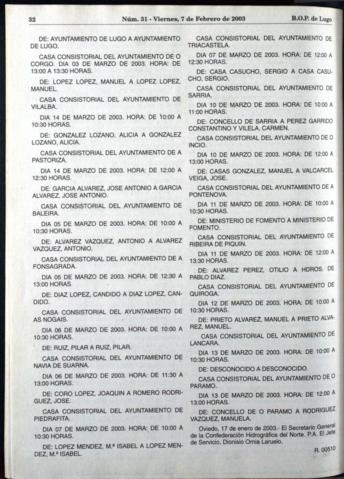 32
Núm. 31 - Viernes, 7 de Febrero de 2003
B.O.P. de Lugo
DE: AYUNTAMIENTO DE LUGO A AYUNTAMIENTO
DE LUGO.
CASA CONSISTORIAL DEL AYUNTAMIENTO DE O
CORGO. DIA 03 DE MARZO DE 2003. HORA: DE
13:00 A 13:30 HORAS.
DE: LOPEZ LOPEZ, MANUEL A LOPEZ LOPEZ,
MANUEL.
CASA CONSISTORIAL DEL AYUNTAMIENTO DE
VILALBA.
DIA 14 DE MARZO DE 2003. HORA: DE 10:00 A
10:30 HORAS.
DE: GONZALEZ LOZANO, ALICIA A GONZALEZ
LOZANO, ALICIA.
CASA CONSISTORIAL DEL AYUNTAMIENTO DE A
PASTORIZA.
DIA 14 DE MARZO DE 2003. HORA: DE 12:00 A
12:30 HORAS.
DE: GARCIA ALVAREZ, JOSE ANTONIO A GARCIA
ALVAREZ, JOSE ANTONIO.
CASA CONSISTORIAL DEL AYUNTAMIENTO DE
BALEIRA.
DIA 05 DE MARZO DE 2003. HORA: DE 10:00 A
10:30 HORAS.
DE: ALVAREZ VAZQUEZ, ANTONIO A ALVAREZ
VAZQUEZ, ANTONIO.
CASA CONSISTORIAL DEL AYUNTAMIENTO DE A
FONSAGRADA.
DIA 05 DE MARZO DE 2003. HORA: DE 12:30 A
13:00 HORAS.
DE: DIAZ LOPEZ, CANDIDO A DIAZ LOPEZ, CAN-
DIDO.
CASA CONSISTORIAL DEL AYUNTAMIENTO DE
AS NOGAIS.
DIA 06 DE MARZO DE 2003. HORA: DE 10:00 A
10:30 HORAS.
DE: RUIZ, PILAR A RUIZ, PILAR.
CASA CONSISTORIAL DEL AYUNTAMIENTO DE
NAVIA DE SUARNA.
DIA 06 DE MARZO DE 2003. HORA: DE 11:30 A
13:00 HORAS.
DE: CORO LOPEZ, JOAQUIN A ROMERO RODRI-
GUEZ, JOSE.
CASA CONSISTORIAL DEL AYUNTAMIENTO DE
PIEDRAFITA.
DIA 07 DE MARZO DE 2003. HORA: DE 10:00 A
10:30 HORAS.
DE: LOPEZ MENDEZ, M.ª ISABEL A LOPEZ MEN-
DEZ, M.ª ISABEL.
CASA CONSISTORIAL DEL AYUNTAMIENTO DE
TRIACASTELA.
DIA 07 DE MARZO DE 2003. HORA: DE 12:00 A
12:30 HORAS.
DE: CASA CASUCHO, SERGIO A CASA CASU-
CHO, SERGIO.
CASA CONSISTORIAL DEL AYUNTAMIENTO DE
SARRIA.
DIA 10 DE MARZO DE 2003. HORA: DE 10:00 A
11:00 HORAS.
DE: CONCELLO DE SARRIA A PEREZ GARRIDO
CONSTANTINO Y VILELA, CARMEN.
CASA CONSISTORIAL DEL AYUNTAMIENTO DE O
INCIO.
DIA 10 DE MARZO DE 2003. HORA: DE 12:00 A
13:00 HORAS.
DE: CASAS GONZALEZ, MANUEL A VALCARCEL
VEIGA, JOSE.
CASA CONSISTORIAL DEL AYUNTAMIENTO DE A
PONTENOVA.
DIA 11 DE MARZO DE 2003. HORA: DE 10:00 A
10:30 HORAS.
DE: MINISTERIO DE FOMENTO A MINISTERIO DE
FOMENTO.
CASA CONSISTORIAL DEL AYUNTAMIENTO DE
RIBEIRA DE PIQUIN.
DIA 11 DE MARZO DE 2003. HORA: DE 12:00 A
13:30 HORAS.
DE: ALVAREZ PEREZ, OTILIO A HOROS, DE
PABLO DIAZ.
CASA CONSISTORIAL DEL AYUNTAMIENTO DE
QUIROGA.
DIA 12 DE MARZO DE 2003. HORA: DE 10:00 A
10:30 HORAS.
DE: PRIETO ALVAREZ, MANUEL A PRIETO ALVA-
REZ, MANUEL.
CASA CONSISTORIAL DEL AYUNTAMIENTO DE
LANCARA.
DIA 13 DE MARZO DE 2003. HORA: DE 10:00 A
10:30 HORAS.
DE: DESCONOCIDO A DESCONOCIDO.
CASA CONSISTORIAL DEL AYUNTAMIENTO DE O
PARAMO.
DIA 13 DE MARZO DE 2003. HORA: DE 12:00 A
13:00 HORAS.
DE: CONCELLO DE O PARAMO A RODRIGUEZ
VAZQUEZ, MANUELA.
Oviedo, 17 de enero de 2003.- El Secretario General
de la Confederación Hidrográfica del Norte. P.A. El Jefe
de Servicio, Dionisio Ornia Laruelo.
R. 00510